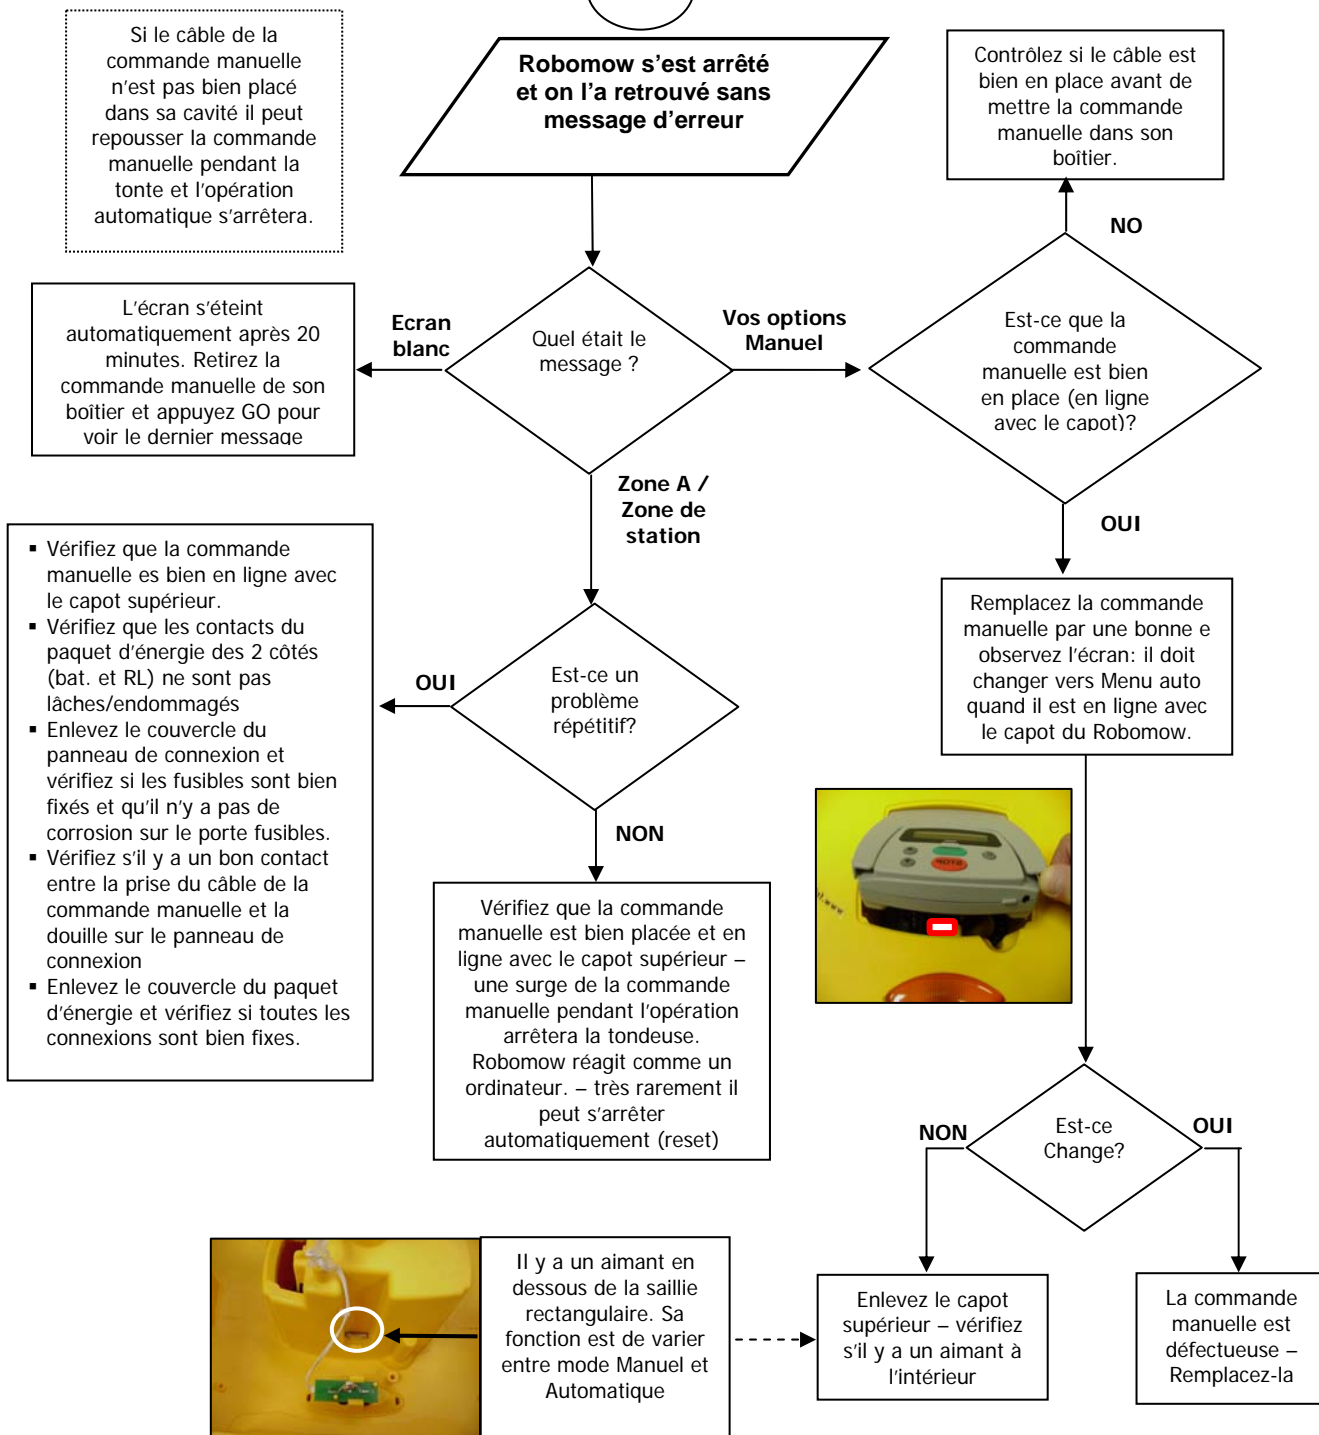 Si le câble de la
commande manuelle
n'est pas bien placé
dans sa cavité il peut
repousser la commande
manuelle pendant la
tonte et l'opération
automatique s'arrêtera.
Robomow s'est arrêté
et on l'a retrouvé sans
message d'erreur
Contrôlez si le câble est
bien en place avant de
mettre la commande
manuelle dans son
boîtier.
NO
L'écran s'éteint
automatiquement après 20
minutes. Retirez la
commande manuelle de son
boîtier et appuyez GO pour
voir le dernier message
Ecran
blanc
Quel était le
message ?
Vos options
Manuel
Est-ce que la
commande
manuelle est bien
en place (en ligne
avec le capot)?
Zone A /
Zone de
station
OUI
▪ Vérifiez que la commande
manuelle es bien en ligne avec
le capot supérieur.
▪ Vérifiez que les contacts du
paquet d'énergie des 2 côtés
(bat. et RL) ne sont pas
lâches/endommagés
▪ Enlevez le couvercle du
panneau de connexion et
vérifiez si les fusibles sont bien
fixés et qu'il n'y a pas de
corrosion sur le porte fusibles.
▪ Vérifiez s'il y a un bon contact
entre la prise du câble de la
commande manuelle et la
douille sur le panneau de
connexion
▪ Enlevez le couvercle du paquet
d'énergie et vérifiez si toutes les
connexions sont bien fixes.
OUI
Est-ce un
problème
répétitif?
Remplacez la commande
manuelle par une bonne e
observez l'écran: il doit
changer vers Menu auto
quand il est en ligne avec
le capot du Robomow.
NON
Vérifiez que la commande
manuelle est bien placée et en
ligne avec le capot supérieur –
une surge de la commande
manuelle pendant l'opération
arrêtera la tondeuse.
Robomow réagit comme un
ordinateur. – très rarement il
peut s'arrêter
automatiquement (reset)
NON
Est-ce
Change?
OUI
Il y a un aimant en
dessous de la saillie
rectangulaire. Sa
fonction est de varier
entre mode Manuel et
Automatique
Enlevez le capot
supérieur – vérifiez
s'il y a un aimant à
l'intérieur
La commande
manuelle est
défectueuse –
Remplacez-la